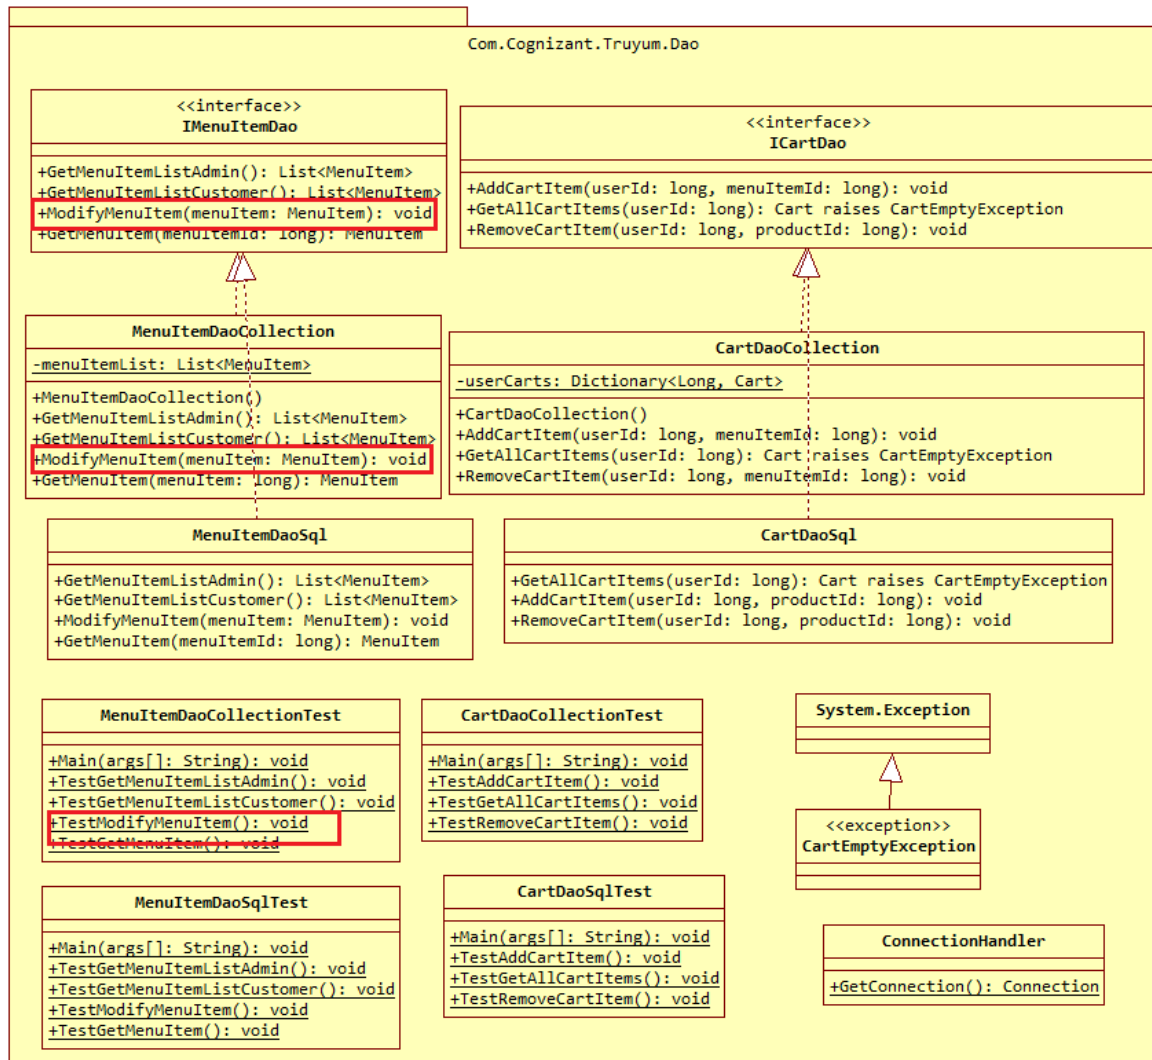 Com.Cognizant.Truyum.Dao
<<interface>>
IMenuItemDao
+GetMenuItemListAdmin(): List<MenuItem>
+GetMenuItemListCustomer(): List<MenuItem>
+ModifyMenuItem(menuItem: MenuItem): void
+GetMenuItem(menuItemId: long): MenuItem
<<interface>>
ICartDao
+AddCartItem(userId: long, menuItemId: long): void
+GetAllCartItems(userId: long): Cart raises CartEmptyException
+RemoveCartItem(userId: long, productId: long): void
MenuItemDaoCollection
-menuItemList: List<MenuItem>
+MenuItemDaoCollection()
+GetMenuItemListAdmin(): List<MenuItem>
+GetMenuItemListCustomer(): List<MenuItem>
+ModifyMenuItem(menuItem: MenuItem): void
+GetMenuItem(menuItem: long): MenuItem
CartDaoCollection
-userCarts: Dictionary<Long, Cart>
+CartDaoCollection()
+AddCartItem(userId: long, menuItemId: long): void
+GetAllCartItems(userId: long): Cart raises CartEmptyException
+RemoveCartItem(userId: long, menuItemId: long): void
MenuItemDaoSql
+GetMenuItemListAdmin(): List<MenuItem>
+GetMenuItemListCustomer(): List<MenuItem>
+ModifyMenuItem(menuItem: MenuItem): void
+GetMenuItem(menuItemId: long): MenuItem
CartDaoSql
+GetAllCartItems(userId: long): Cart raises CartEmptyException
+AddCartItem(userId: long, productId: long): void
+RemoveCartItem(userId: long, productId: long): void
MenuItemDaoCollectionTest
+Main(args[]: String): void
+TestGetMenuItemListAdmin(): void
+TestGetMenuItemListCustomer(): void
+TestModifyMenuItem(): void
+TestGetMenuItem(): void
CartDaoCollectionTest
+Main(args[]: String): void
+TestAddCartItem(): void
+TestGetAllCartItems(): void
+TestRemoveCartItem(): void
System.Exception
<<exception>>
CartEmptyException
MenuItemDaoSqlTest
+Main(args[]: String): void
+TestGetMenuItemListAdmin(): void
+TestGetMenuItemListCustomer(): void
+TestModifyMenuItem(): void
+TestGetMenuItem(): void
CartDaoSqlTest
+Main(args[]: String): void
+TestAddCartItem(): void
+TestGetAllCartItems(): void
+TestRemoveCartItem(): void
ConnectionHandler
+GetConnection(): Connection